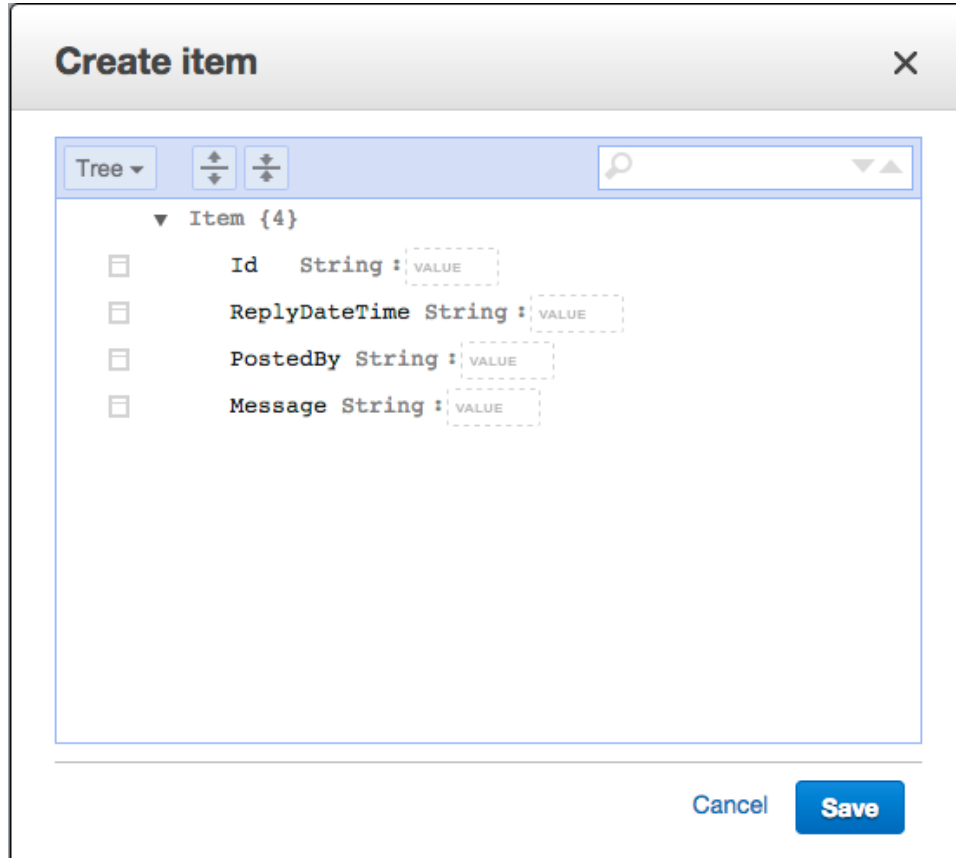 Create item
Tree
Item {4}
Id String : VALUE
ReplyDateTime String : VALUE
PostedBy String : VALUE
Message String : VALUE
Cancel Save